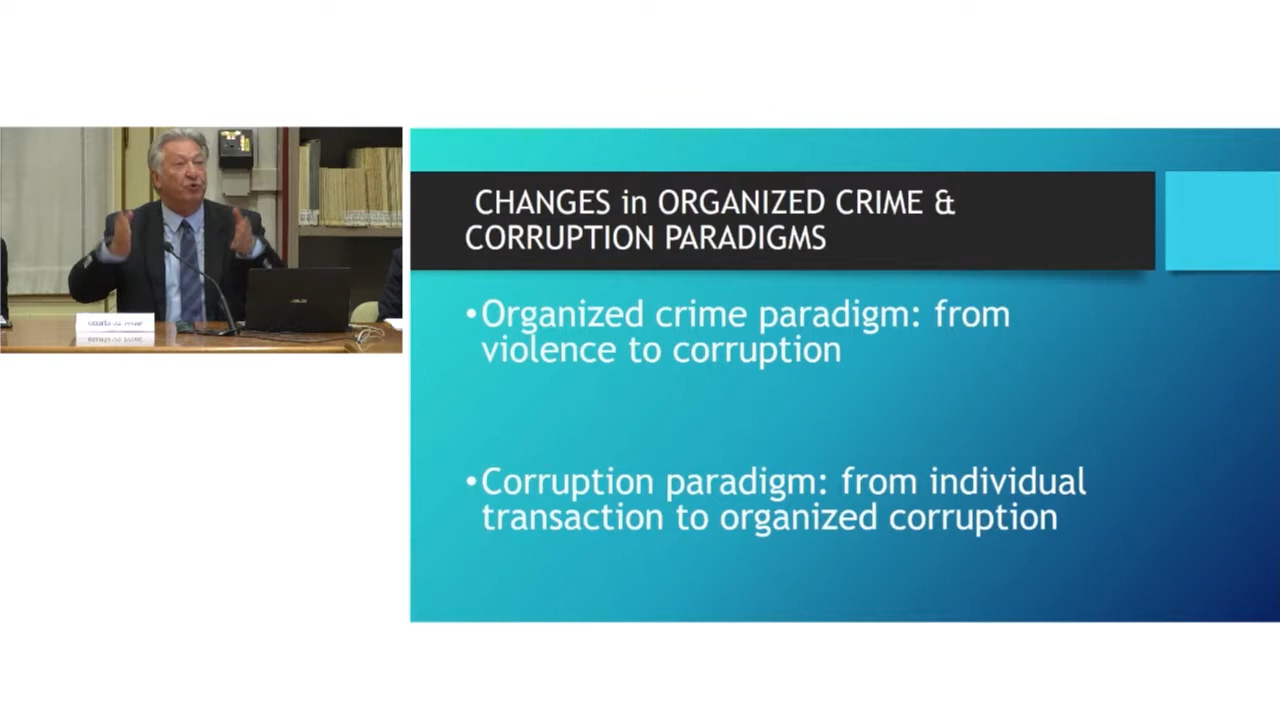 CHANGES in ORGANIZED CRIME &
CORRUPTION PARADIGMS
•Organized crime paradigm: from
violence to corruption
•Corruption paradigm: from individual
transaction to organized corruption